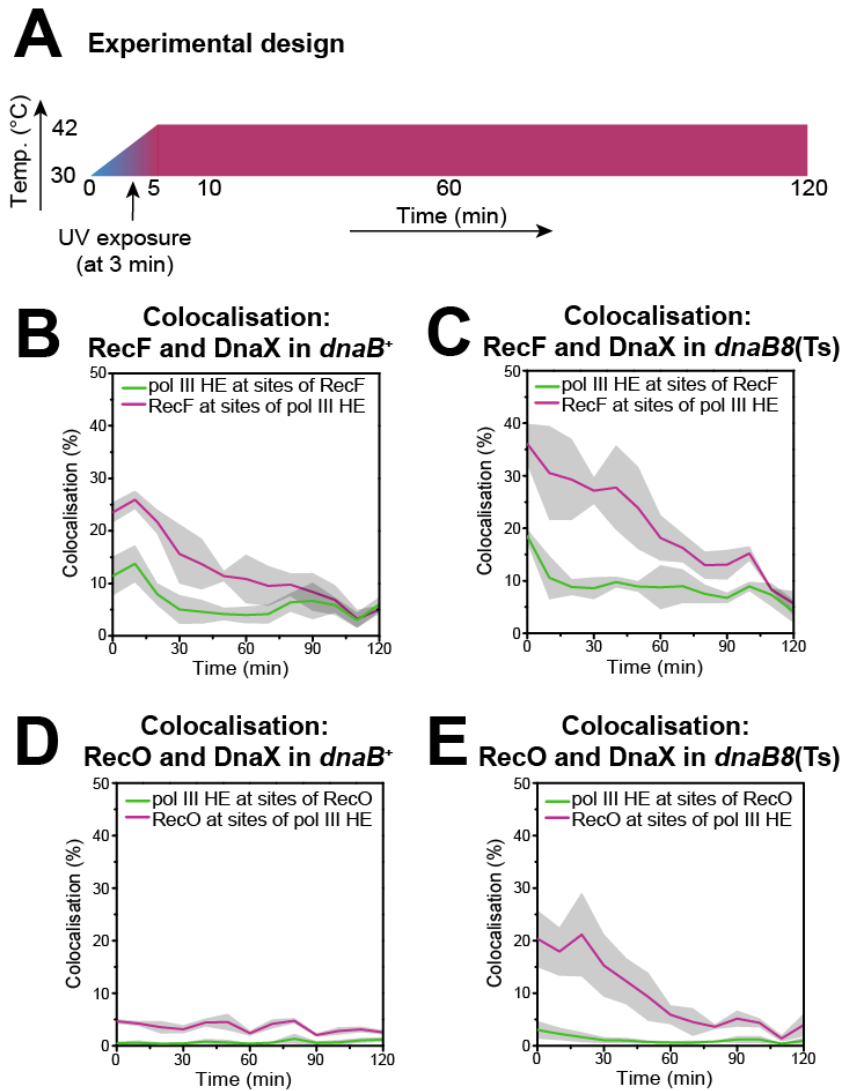 A Experimental design
Temp. (°C)
42
30
0 5 10 60 120
Time (min)
UV exposure
(at 3 min)
B Colocalisation:
RecF and DnaX in dnaB+
Colocalisation (%)
50
40
30
20
10
0
pol III HE at sites of RecF
RecF at sites of pol III HE
0 30 60 90 120
Time (min)
C Colocalisation:
RecF and DnaX in dnaB8(Ts)
Colocalisation (%)
50
40
30
20
10
0
pol III HE at sites of RecF
RecF at sites of pol III HE
0 30 60 90 120
Time (min)
D Colocalisation:
RecO and DnaX in dnaB+
Colocalisation (%)
50
40
30
20
10
0
pol III HE at sites of RecO
RecO at sites of pol III HE
0 30 60 90 120
Time (min)
E Colocalisation:
RecO and DnaX in dnaB8(Ts)
Colocalisation (%)
50
40
30
20
10
0
pol III HE at sites of RecO
RecO at sites of pol III HE
0 30 60 90 120
Time (min)